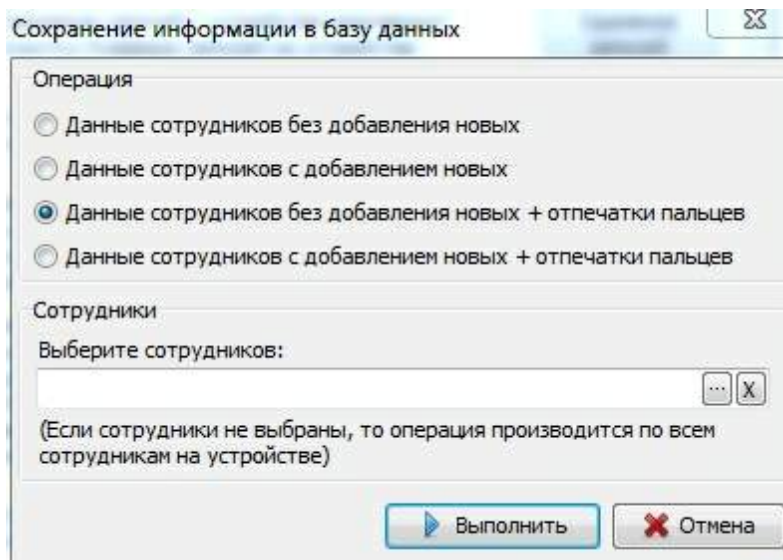 Сохранение информации в базу данных
Операция
Данные сотрудников без добавления новых
Данные сотрудников с добавлением новых
Данные сотрудников без добавления новых + отпечатки пальцев
Данные сотрудников с добавлением новых + отпечатки пальцев
Сотрудники
Выберите сотрудников:
... X
(Если сотрудники не выбраны, то операция производится по всем
сотрудникам на устройстве)
Выполнить Отмена